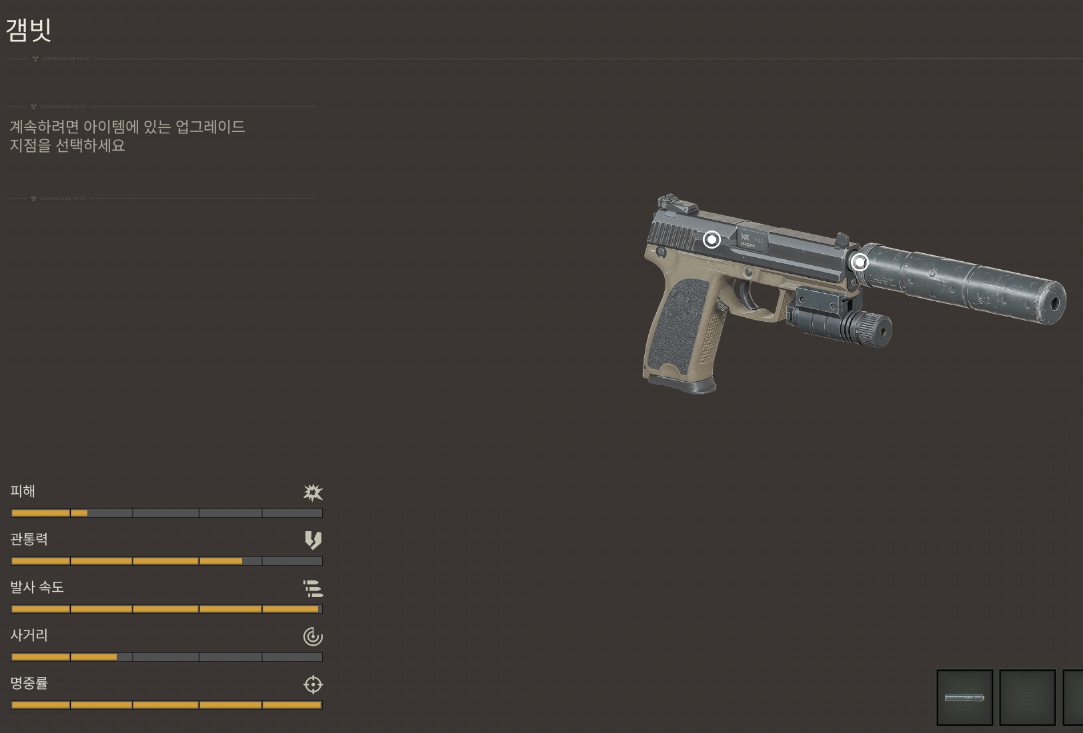 갬빗
계속하려면 아이템에 있는 업그레이드
지점을 선택하세요
피해
관통력
발사 속도
사거리
명중률